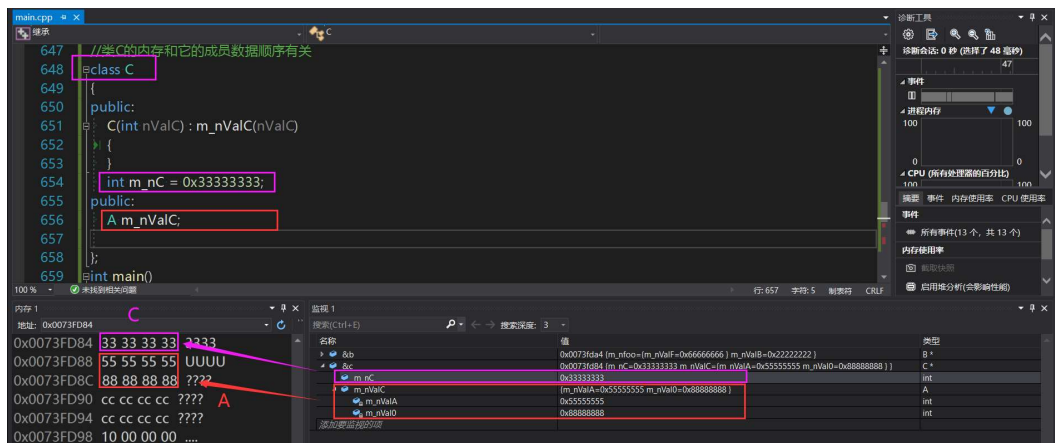 main.cpp
诊断工具
继承
C
647 //类C的内存和它的成员数据顺序有关
648 class C
649 {
650 public:
651 C(int nValC) : m_nValC(nValC)
652 {
653 }
654 int m_nC = 0x33333333;
655 public:
656 A m_nValC;
657
658 };
659 int main()
诊断会话: 0 秒 (选择了 48 毫秒)
47
事件
进程内存
100 100
0 0
CPU (所有处理器的百分比)
100 100
摘要 事件 内存使用率 CPU 使用率
事件
所有事件(13 个，共 13 个)
内存使用率
截取快照
启用堆分析(会影响性能)
100 % 未找到相关问题 行: 657 字符: 5 制表符 CRLF
内存 1
C
地址: 0x0073FD84
0x0073FD84 33 33 33 33 3333
0x0073FD88 55 55 55 55 UUUU
0x0073FD8C 88 88 88 88 ????
A
0x0073FD90 cc cc cc cc ????
0x0073FD94 cc cc cc cc ????
0x0073FD98 10 00 00 00 ....
监视 1
搜索(Ctrl+E) 搜索深度: 3
名称 值 类型
&b 0x0073fda4 {m_nfoo={m_nValF=0x66666666 } m_nValB=0x22222222 } B *
&c 0x0073fd84 {m_nC=0x33333333 m_nValC={m_nValA=0x55555555 m_nVal0=0x88888888 } } C *
m_nC 0x33333333 int
m_nValC {m_nValA=0x55555555 m_nVal0=0x88888888 } A
m_nValA 0x55555555 int
m_nVal0 0x88888888 int
添加要监视的项